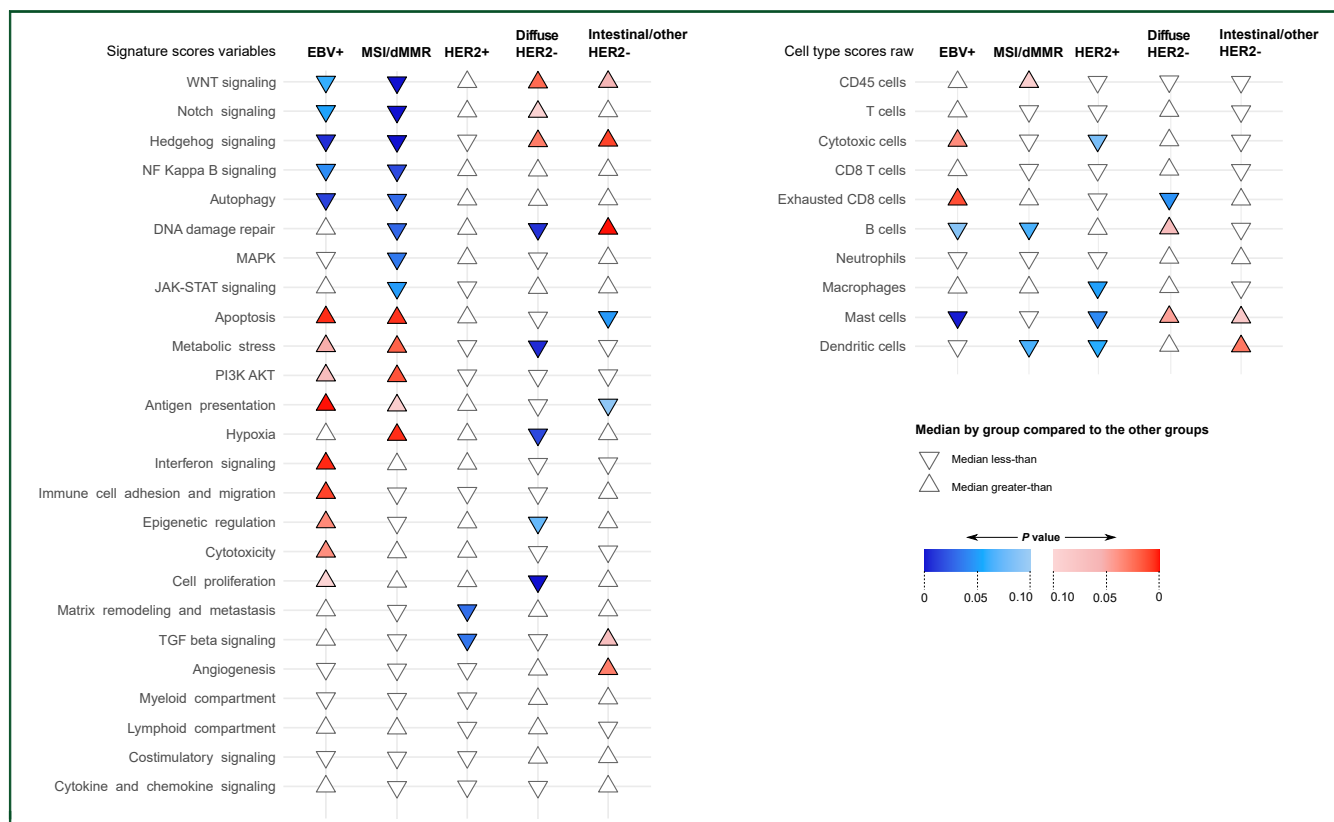 Signature scores variables
EBV+
MSI/dMMR
HER2+
Diffuse
HER2-
Intestinal/other
HER2-
WNT signaling
Notch signaling
Hedgehog signaling
NF Kappa B signaling
Autophagy
DNA damage repair
MAPK
JAK-STAT signaling
Apoptosis
Metabolic stress
PI3K AKT
Antigen presentation
Hypoxia
Interferon signaling
Immune cell adhesion and migration
Epigenetic regulation
Cytotoxicity
Cell proliferation
Matrix remodeling and metastasis
TGF beta signaling
Angiogenesis
Myeloid compartment
Lymphoid compartment
Costimulatory signaling
Cytokine and chemokine signaling
Cell type scores raw
EBV+
MSI/dMMR
HER2+
Diffuse
HER2-
Intestinal/other
HER2-
CD45 cells
T cells
Cytotoxic cells
CD8 T cells
Exhausted CD8 cells
B cells
Neutrophils
Macrophages
Mast cells
Dendritic cells
Median by group compared to the other groups
Median less-than
Median greater-than
P value
0 0.05 0.10 0.10 0.05 0